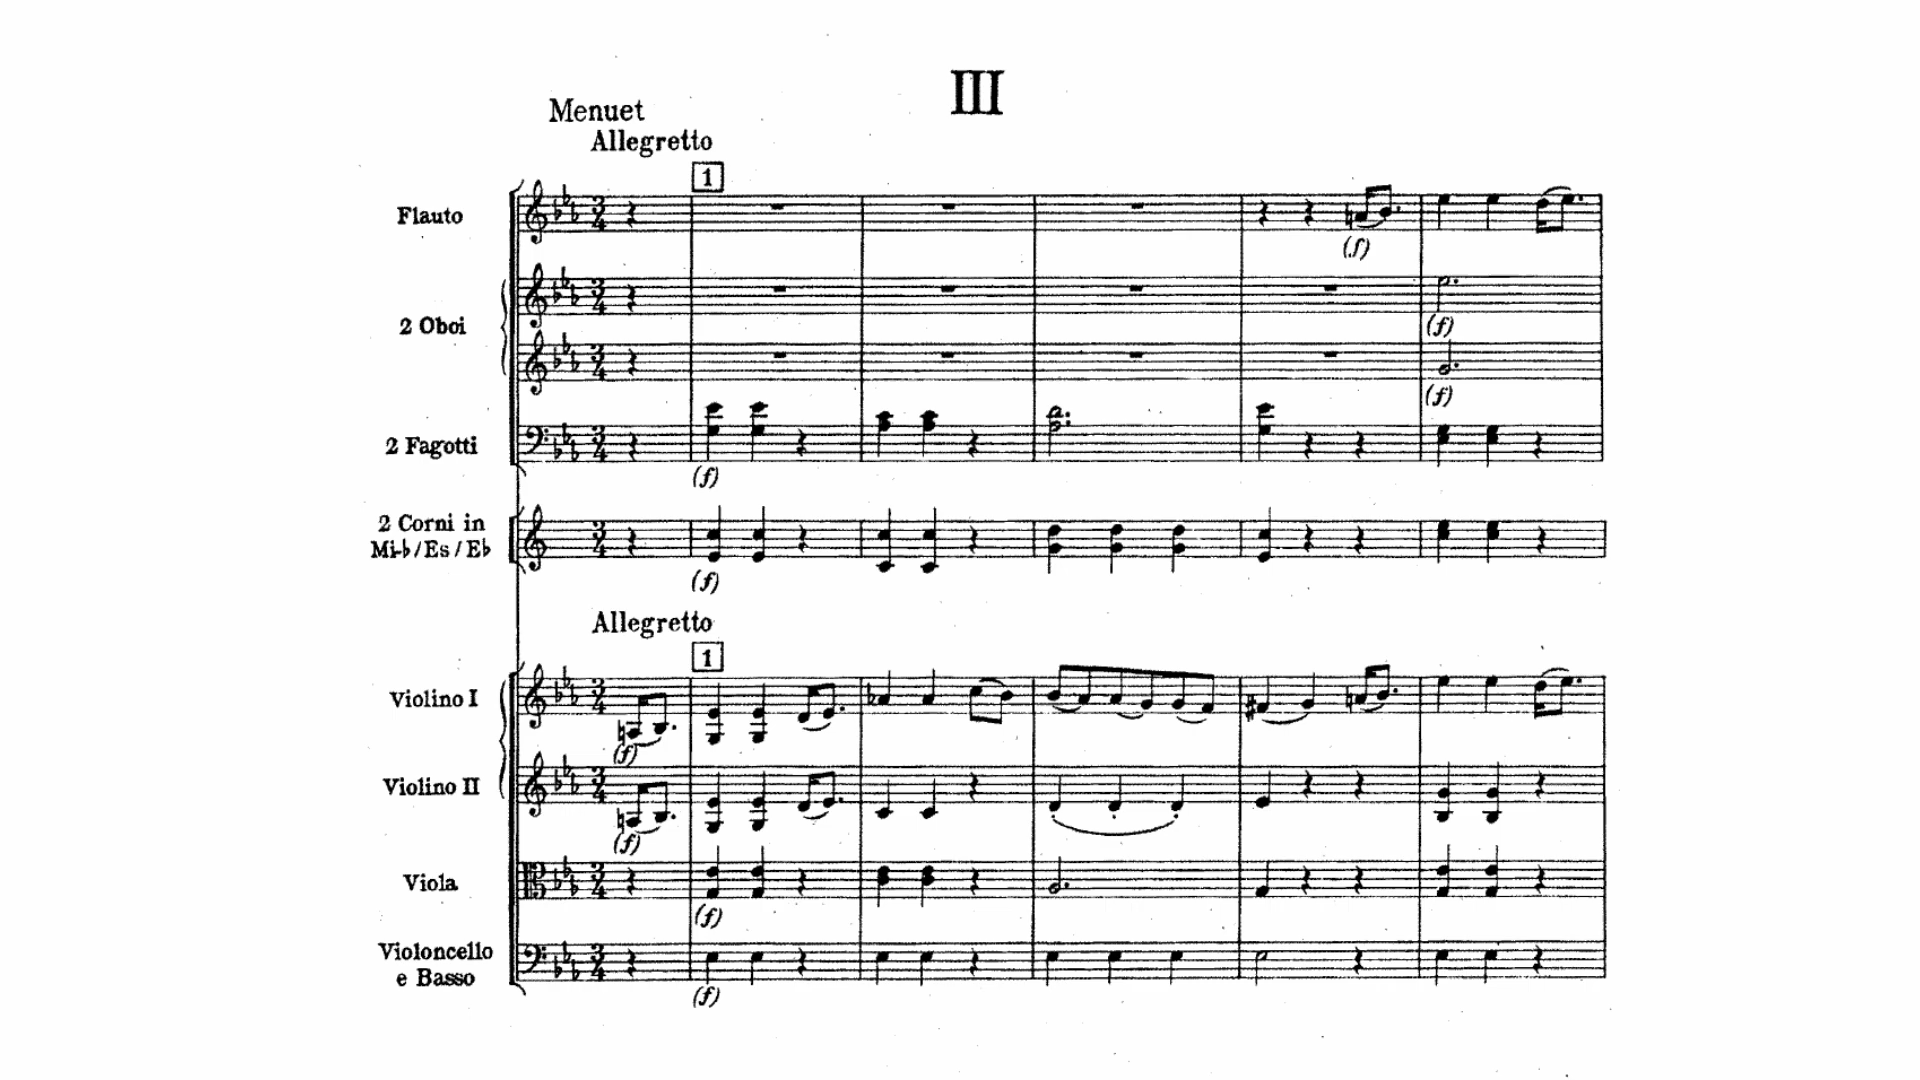 III
Menuet
Allegretto
1
Flauto
(f)
2 Oboi
(f)
(f)
2 Fagotti
(f)
2 Corni in
Mi-♭/Es/E♭
(f)
Allegretto
1
Violino I
(f)
Violino II
(f)
Viola
(f)
Violoncello
e Basso
(f)